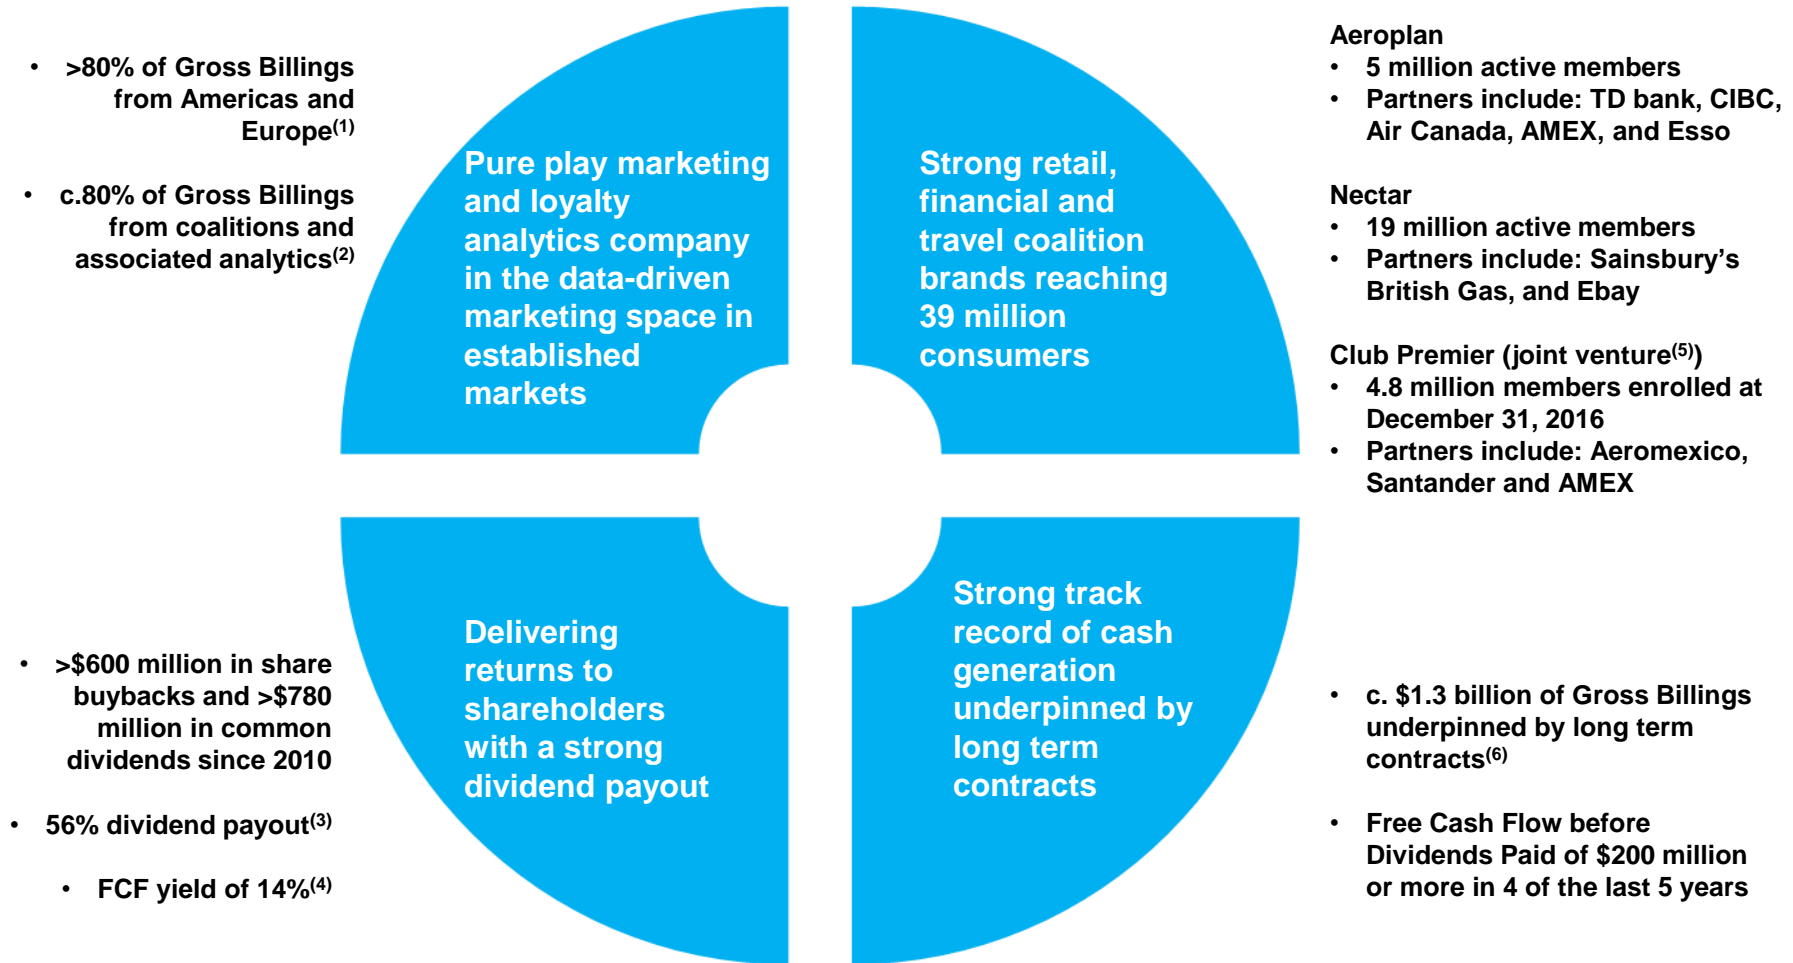 • >80% of Gross Billings
from Americas and
Europe(1)
• c.80% of Gross Billings
from coalitions and
associated analytics(2)
Pure play marketing
and loyalty
analytics company
in the data-driven
marketing space in
established
markets
Strong retail,
financial and
travel coalition
brands reaching
39 million
consumers
Aeroplan
• 5 million active members
• Partners include: TD bank, CIBC,
Air Canada, AMEX, and Esso
Nectar
• 19 million active members
• Partners include: Sainsbury’s
British Gas, and Ebay
Club Premier (joint venture(5))
• 4.8 million members enrolled at
December 31, 2016
• Partners include: Aeromexico,
Santander and AMEX
• >$600 million in share
buybacks and >$780
million in common
dividends since 2010
• 56% dividend payout(3)
• FCF yield of 14%(4)
Delivering
returns to
shareholders
with a strong
dividend payout
Strong track
record of cash
generation
underpinned by
long term
contracts
• c. $1.3 billion of Gross Billings
underpinned by long term
contracts(6)
• Free Cash Flow before
Dividends Paid of $200 million
or more in 4 of the last 5 years